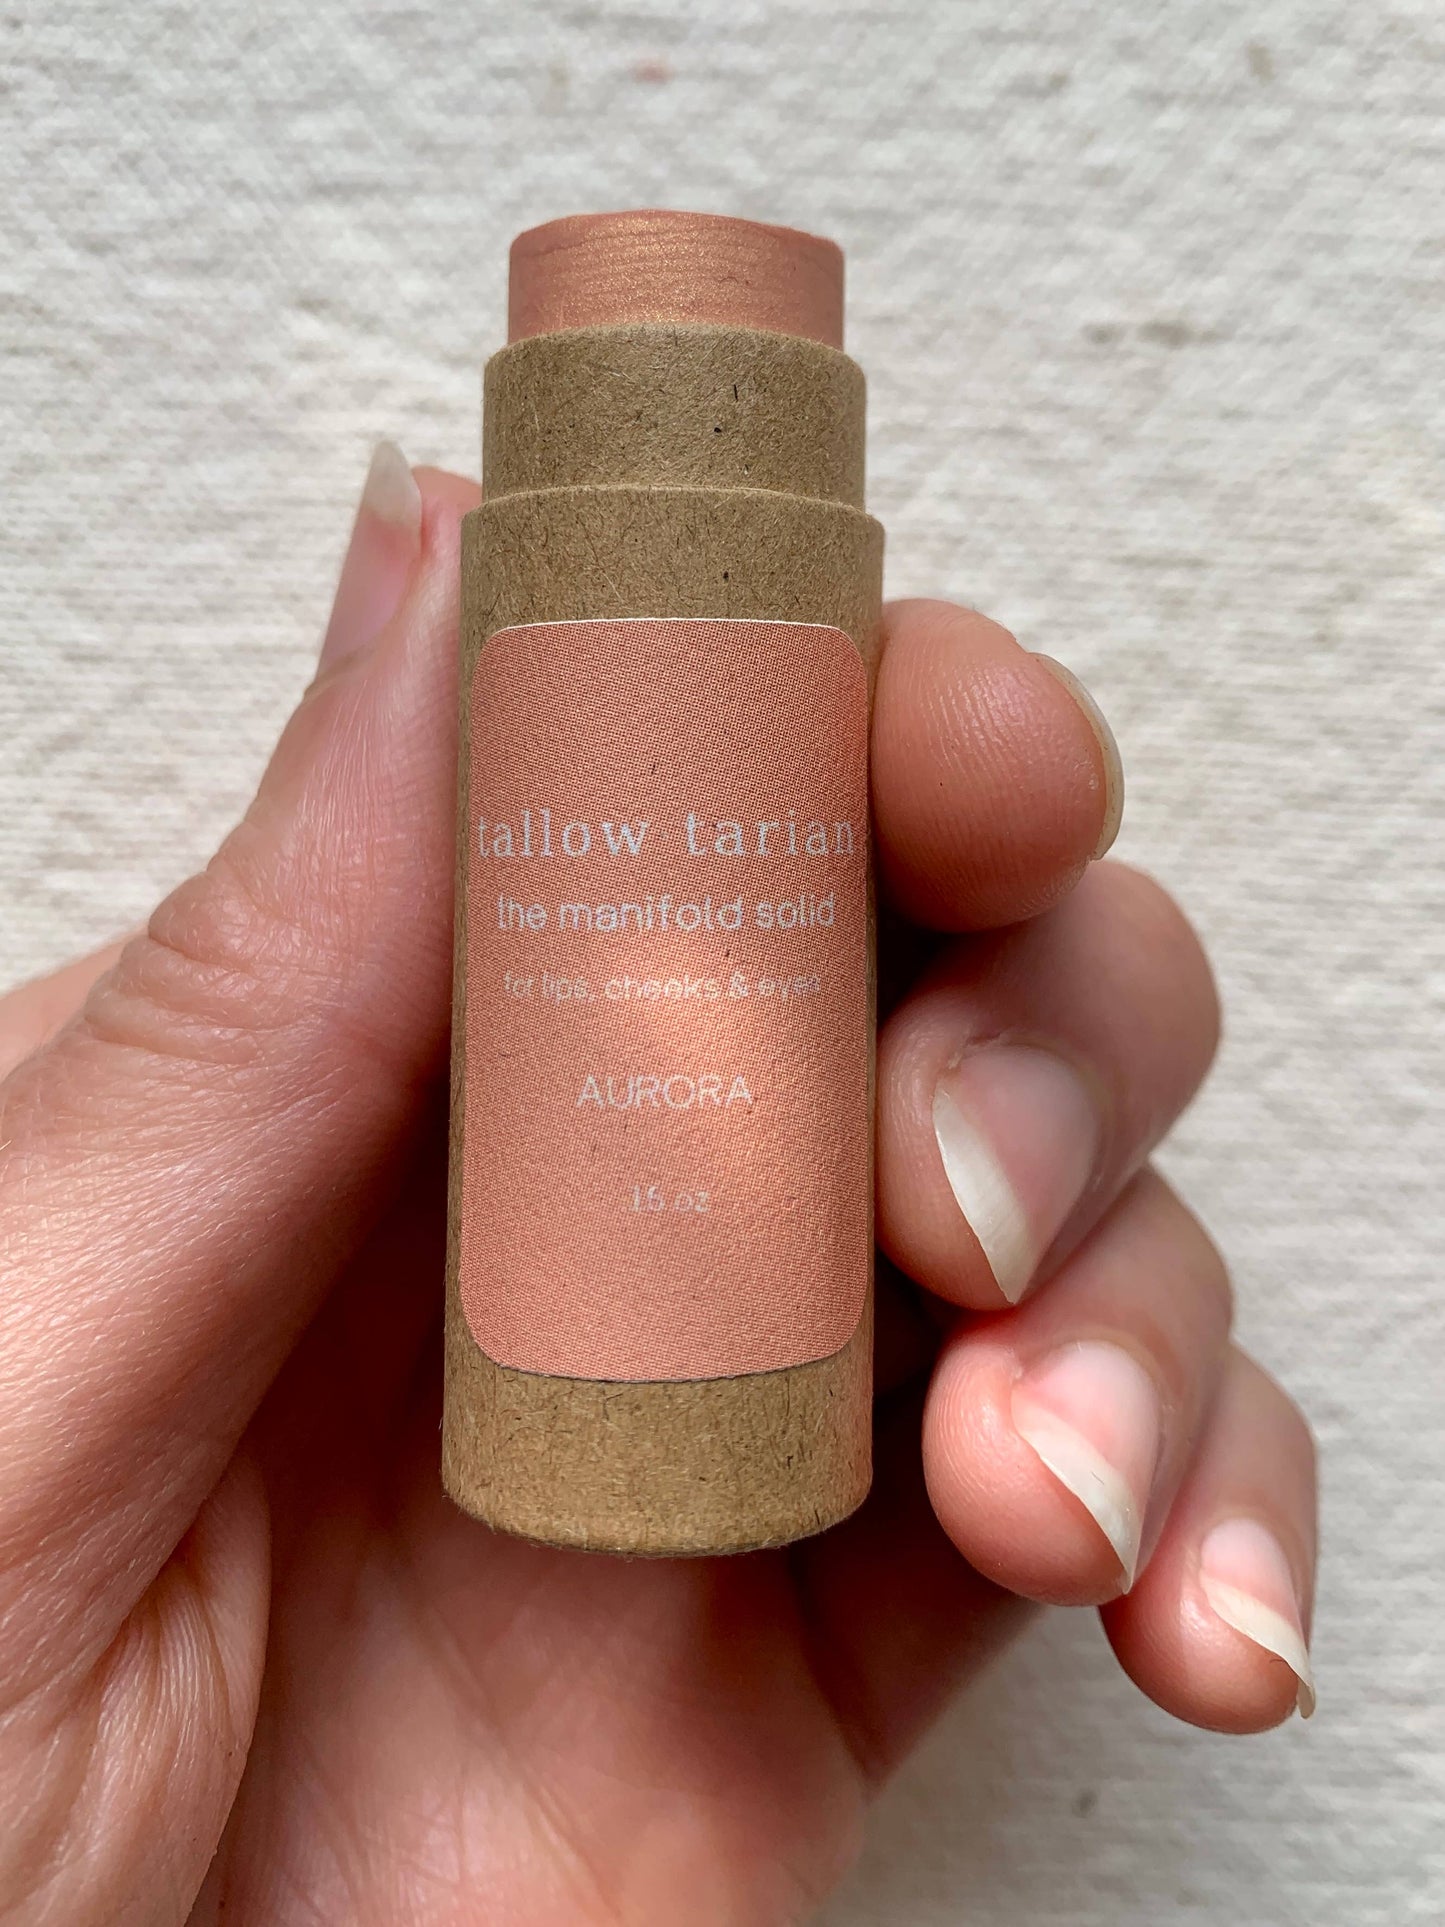 tallow tarian
the manifold solid
for lips, cheeks & eyes
AURORA
.15 oz